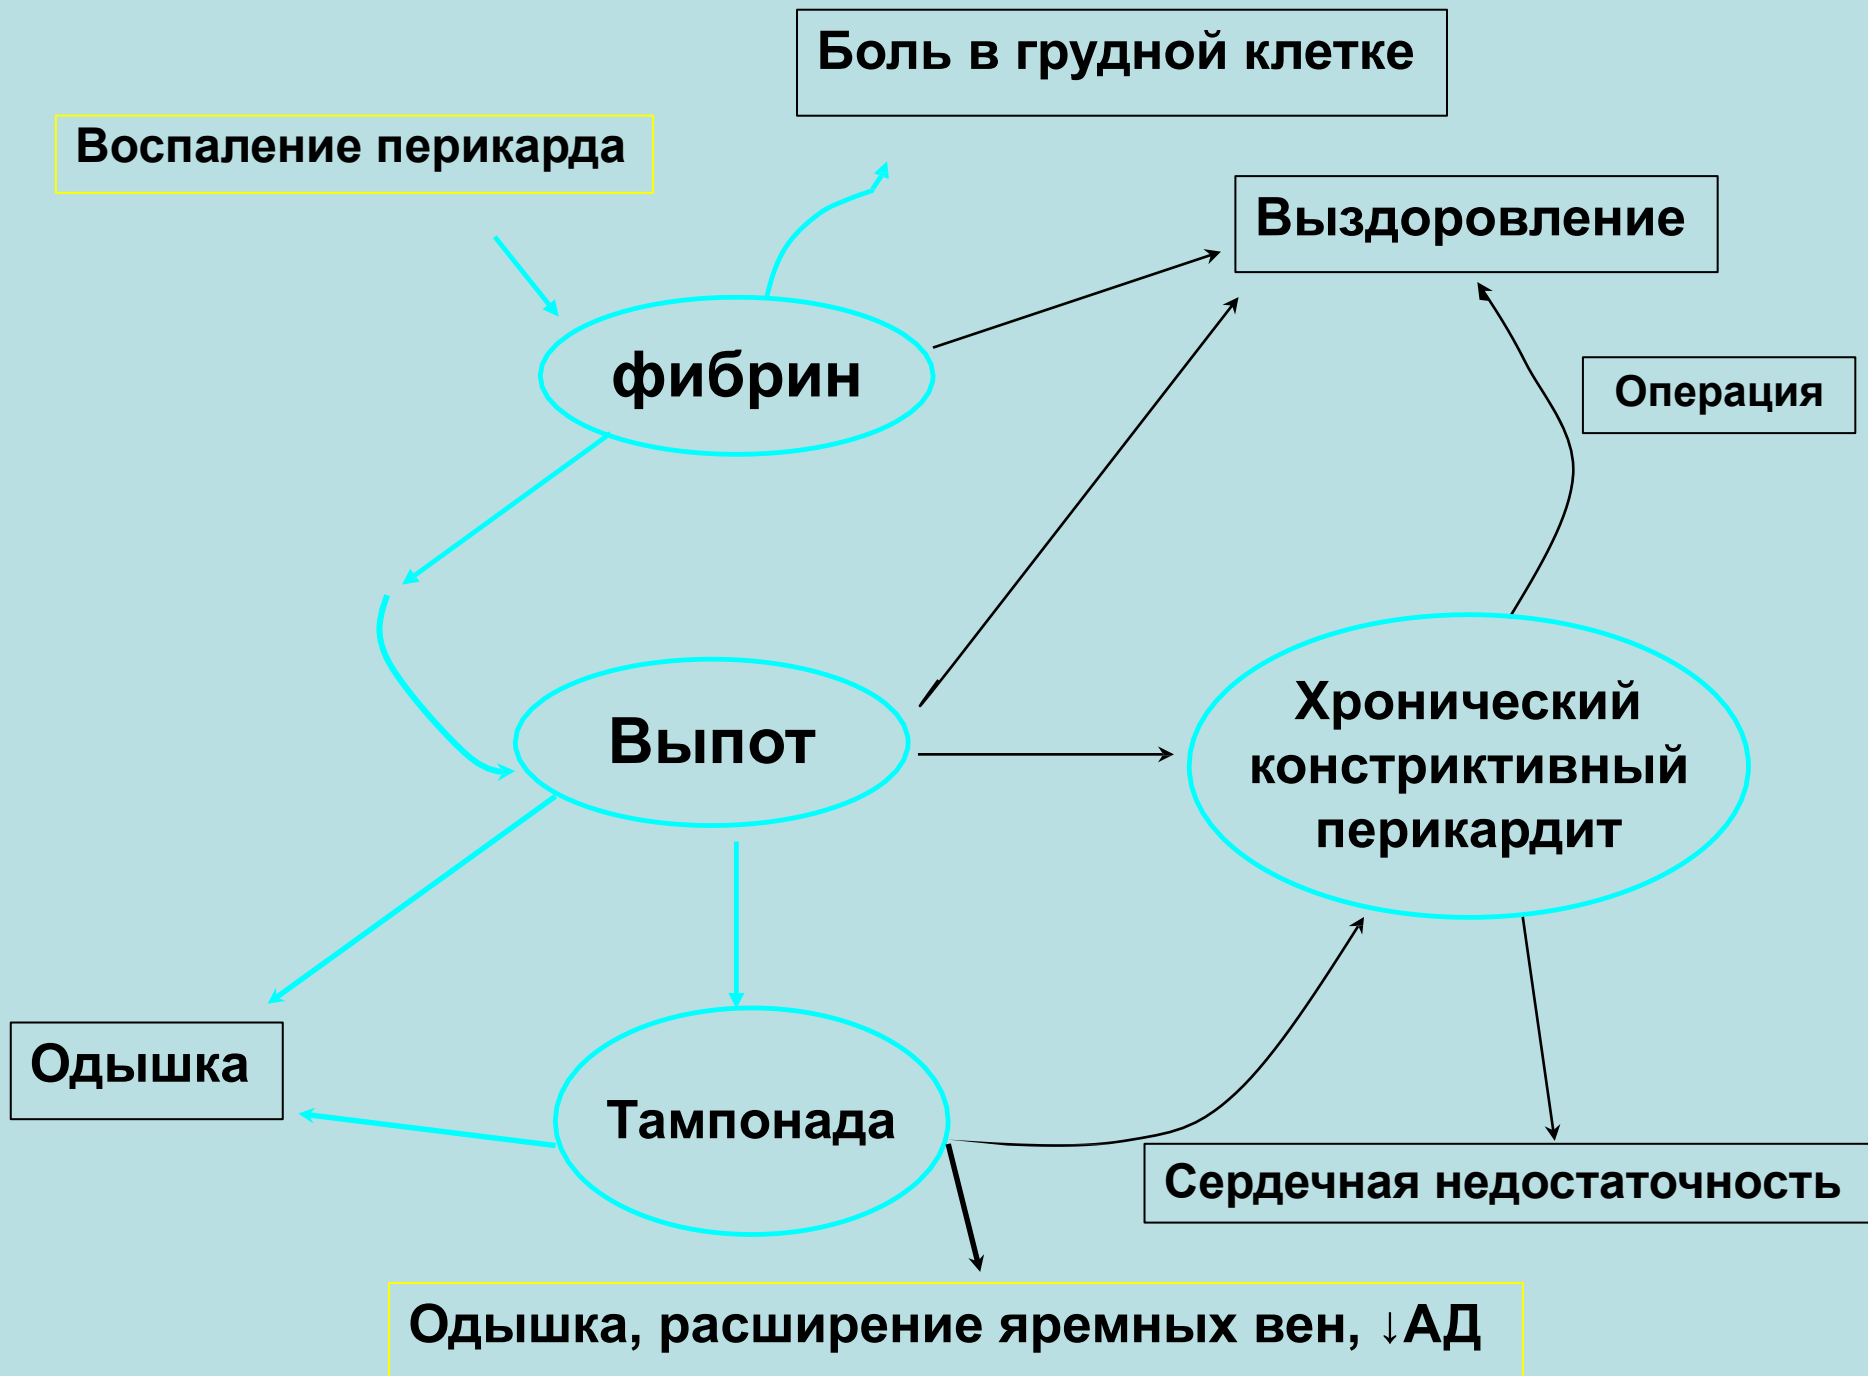 Боль в грудной клетке
Воспаление перикарда
Выздоровление
фибрин
Операция
Выпот
Хронический
констриктивный
перикардит
Одышка
Тампонада
Сердечная недостаточность
Одышка, расширение яремных вен, ↓АД